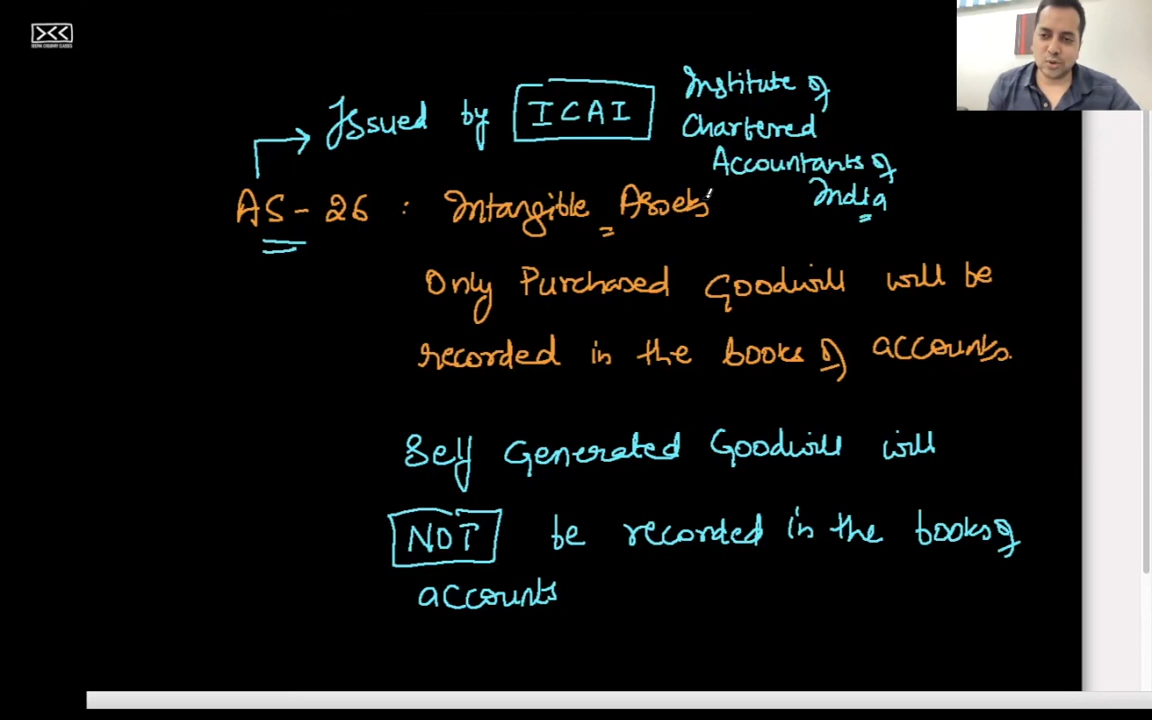 Issued by ICAI
Institute of
Chartered
Accountants of
India
AS-26 : Intangible Assets
Only Purchased Goodwill will be
recorded in the books of accounts.
Self Generated Goodwill will
NOT be recorded in the books of
accounts